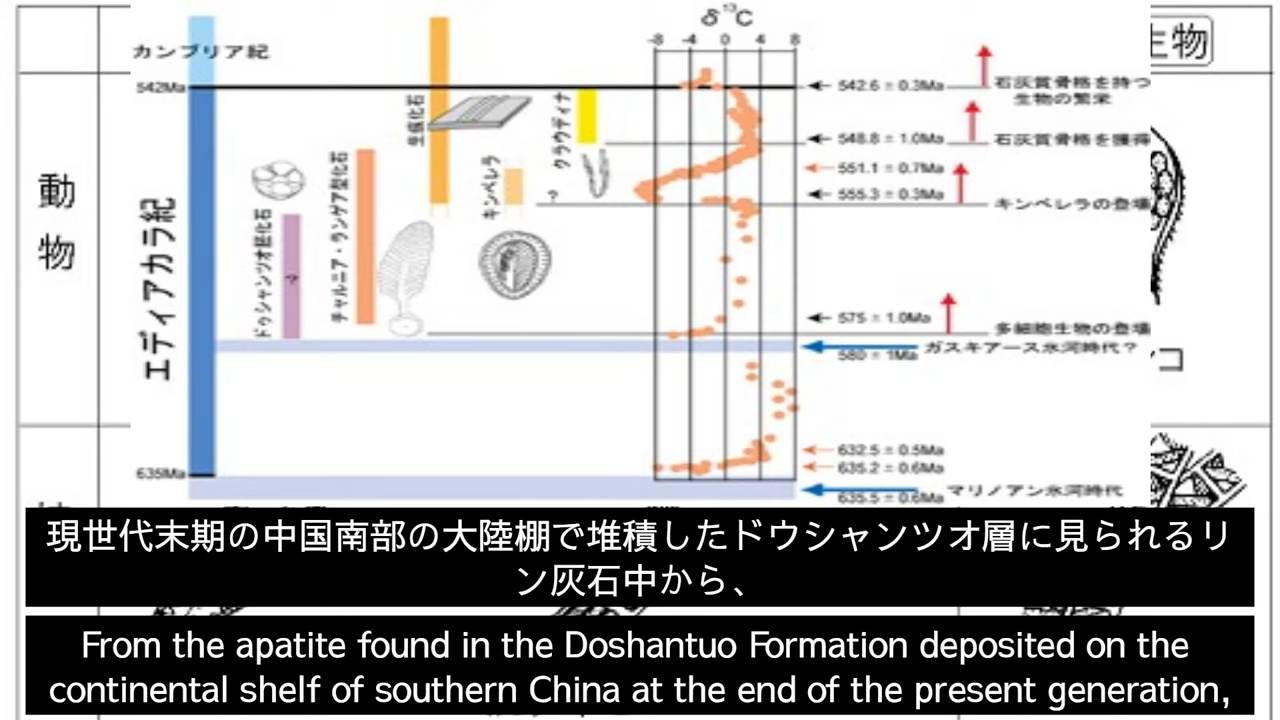 δ¹³C
-8 -4 0 4 8
カンブリア紀
生物
542Ma
542.6 ± 0.3Ma
石灰質骨格を持つ
生物の繁栄
生痕化石
クラウディナ
548.8 ± 1.0Ma
石灰質骨格を獲得
551.1 ± 0.7Ma
555.3 ± 0.3Ma
キンベレラの登場
動物
エディアカラ紀
ドゥシャンツオ胚化石
?
チャルニア・ランゲア型化石
キンベレラ
?
575 ± 1.0Ma
多細胞生物の登場
ガスキアース氷河時代?
580 ± 1Ma
コ
632.5 ± 0.5Ma
635Ma
635.2 ± 0.6Ma
マリノアン氷河時代
635.5 ± 0.6Ma
現世代末期の中国南部の大陸棚で堆積したドウシャンツオ層に見られるリ
ン灰石中から、
From the apatite found in the Doshantuo Formation deposited on the
continental shelf of southern China at the end of the present generation,